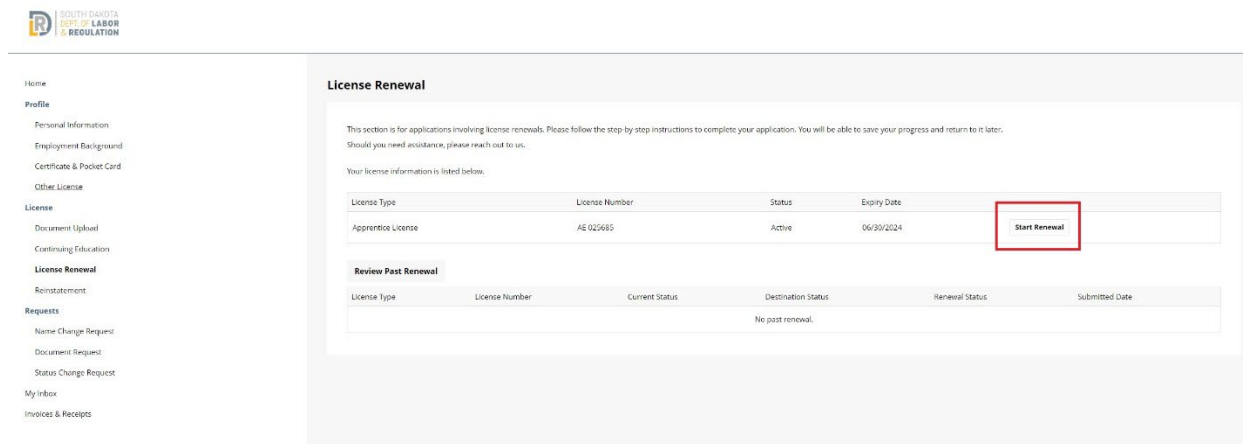 SOUTH DAKOTA
DEPT. OF LABOR
& REGULATION
Home
Profile
Personal Information
Employment Background
Certificate & Pocket Card
Other License
License
Document Upload
Continuing Education
License Renewal
Reinstatement
Requests
Name Change Request
Document Request
Status Change Request
My Inbox
Invoices & Receipts
License Renewal
This section is for applications involving license renewals. Please follow the step-by-step instructions to complete your application. You will be able to save your progress and return to it later.
Should you need assistance, please reach out to us.
Your license information is listed below.
License Type License Number Status Expiry Date
Apprentice License AE 025685 Active 06/30/2024 Start Renewal
Review Past Renewal
License Type License Number Current Status Destination Status Renewal Status Submitted Date
No past renewal.